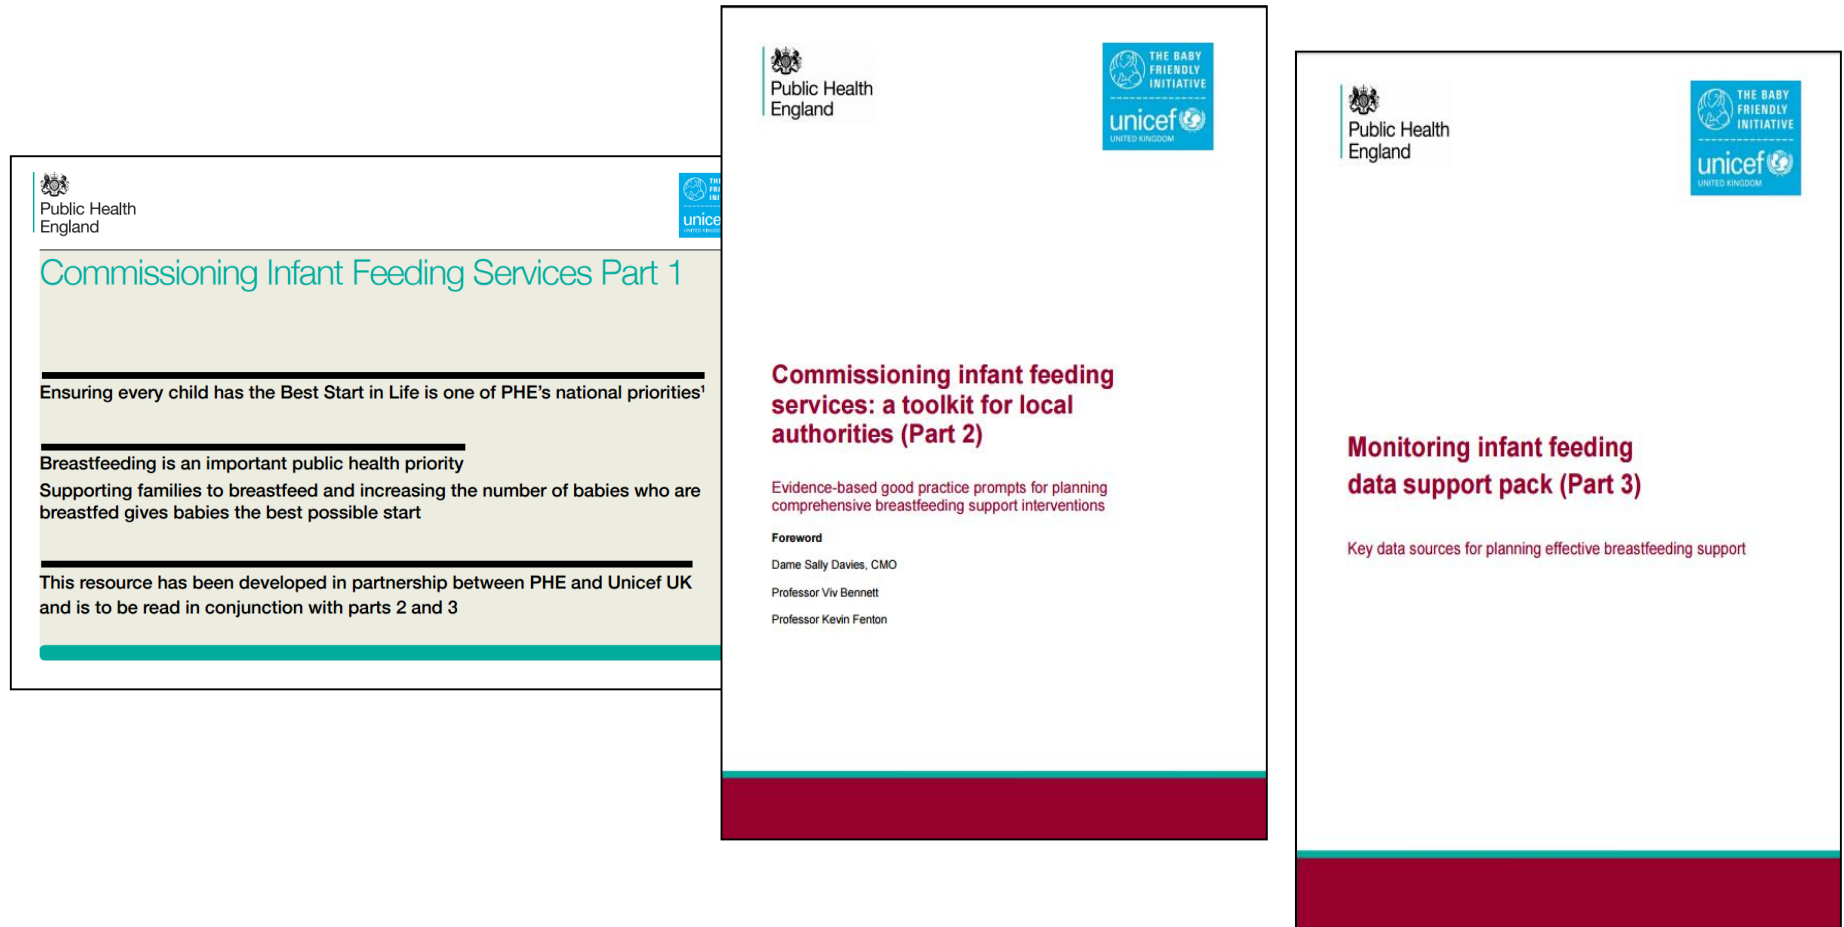 Public Health
England
THE
FRI
INI
unice
UNITED KINGDO
Commissioning Infant Feeding Services Part 1
Ensuring every child has the Best Start in Life is one of PHE's national priorities¹
Breastfeeding is an important public health priority
Supporting families to breastfeed and increasing the number of babies who are
breastfed gives babies the best possible start
This resource has been developed in partnership between PHE and Unicef UK
and is to be read in conjunction with parts 2 and 3
Public Health
England
THE BABY
FRIENDLY
INITIATIVE
unicef
UNITED KINGDOM
Commissioning infant feeding
services: a toolkit for local
authorities (Part 2)
Evidence-based good practice prompts for planning
comprehensive breastfeeding support interventions
Foreword
Dame Sally Davies, CMO
Professor Viv Bennett
Professor Kevin Fenton
Public Health
England
THE BABY
FRIENDLY
INITIATIVE
unicef
UNITED KINGDOM
Monitoring infant feeding
data support pack (Part 3)
Key data sources for planning effective breastfeeding support